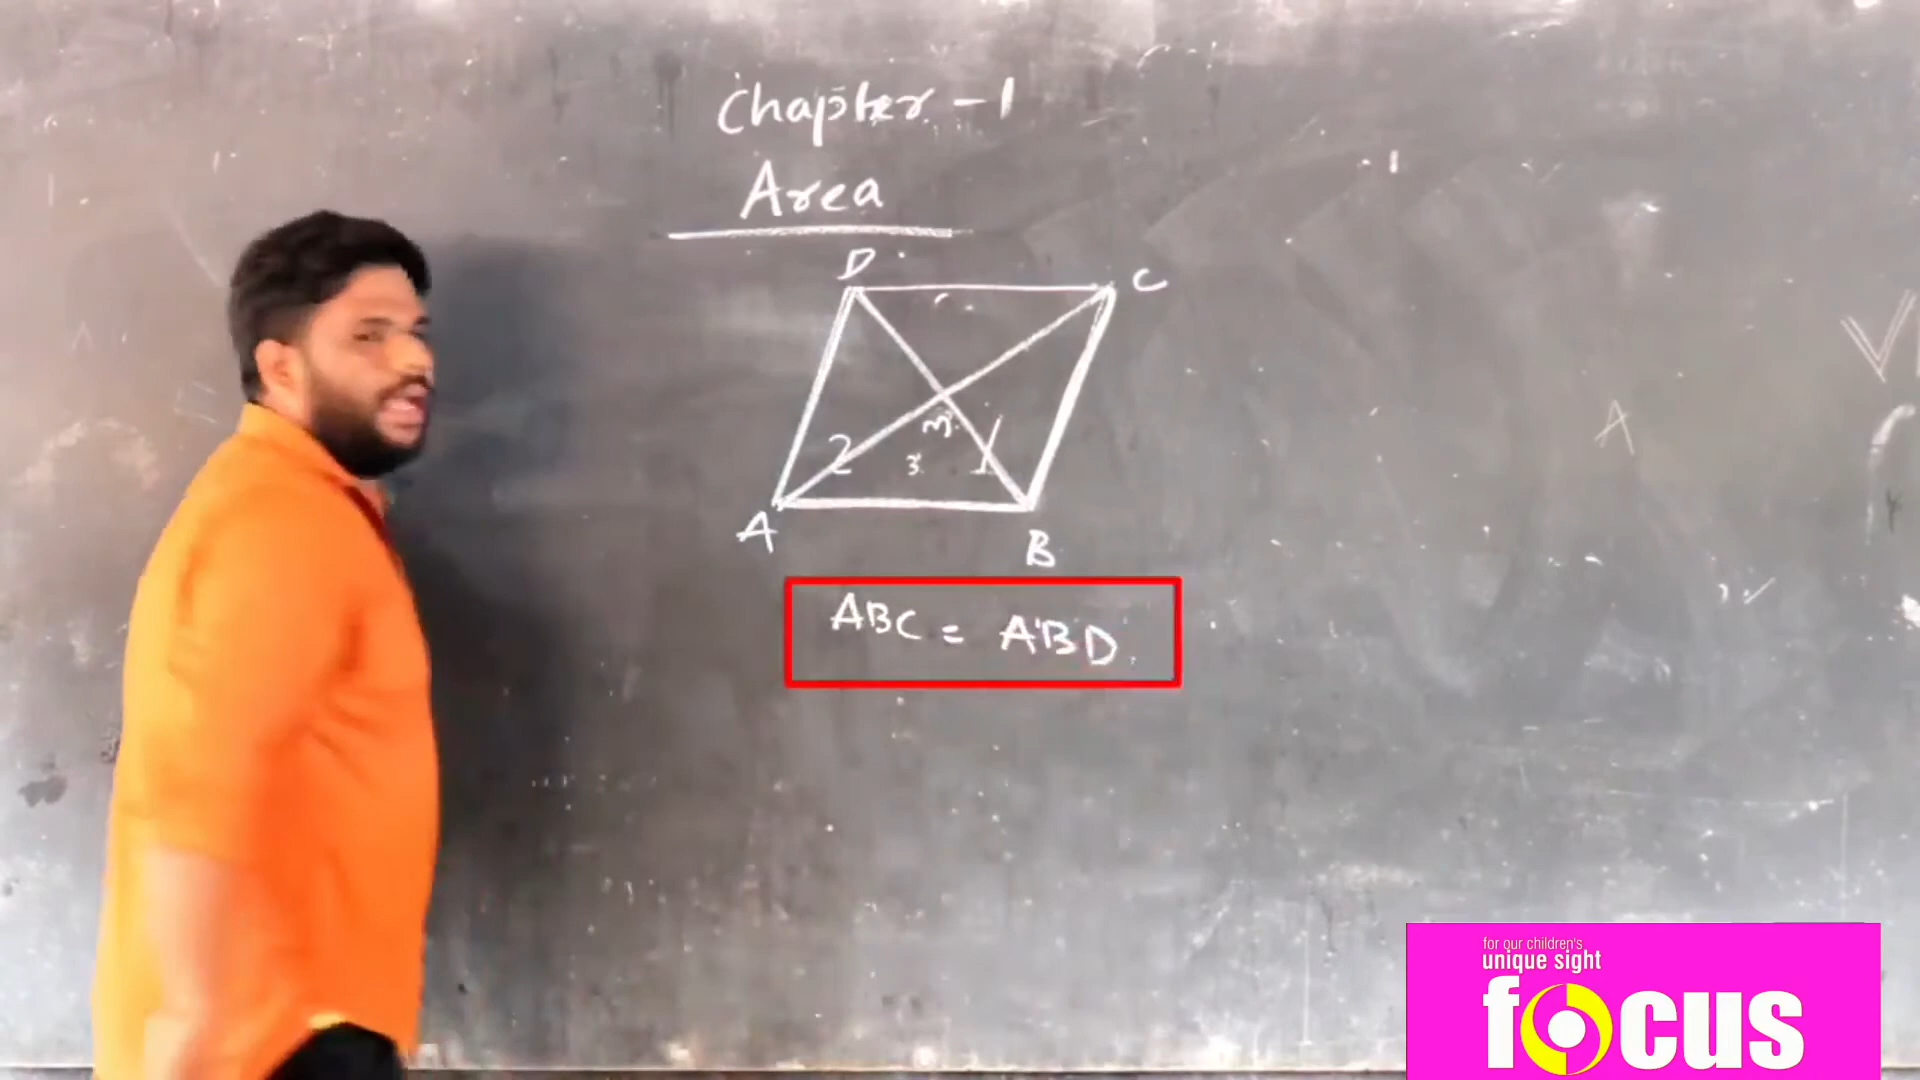 Chapter - 1
Area
D
C
m
2
3
1
A
B
ABC = ABD.
A
for our children's
unique sight
focus